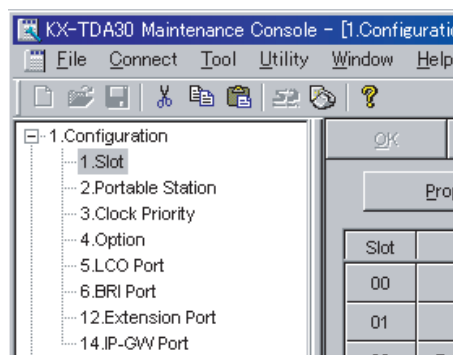 KX-TDA30 Maintenance Console - [1.Configurati
File Connect Tool Utility Window Help
1.Configuration
1.Slot
2.Portable Station
3.Clock Priority
4.Option
5.LCO Port
6.BRI Port
12.Extension Port
14.IP-GW Port
OK
Prop
Slot
00
01